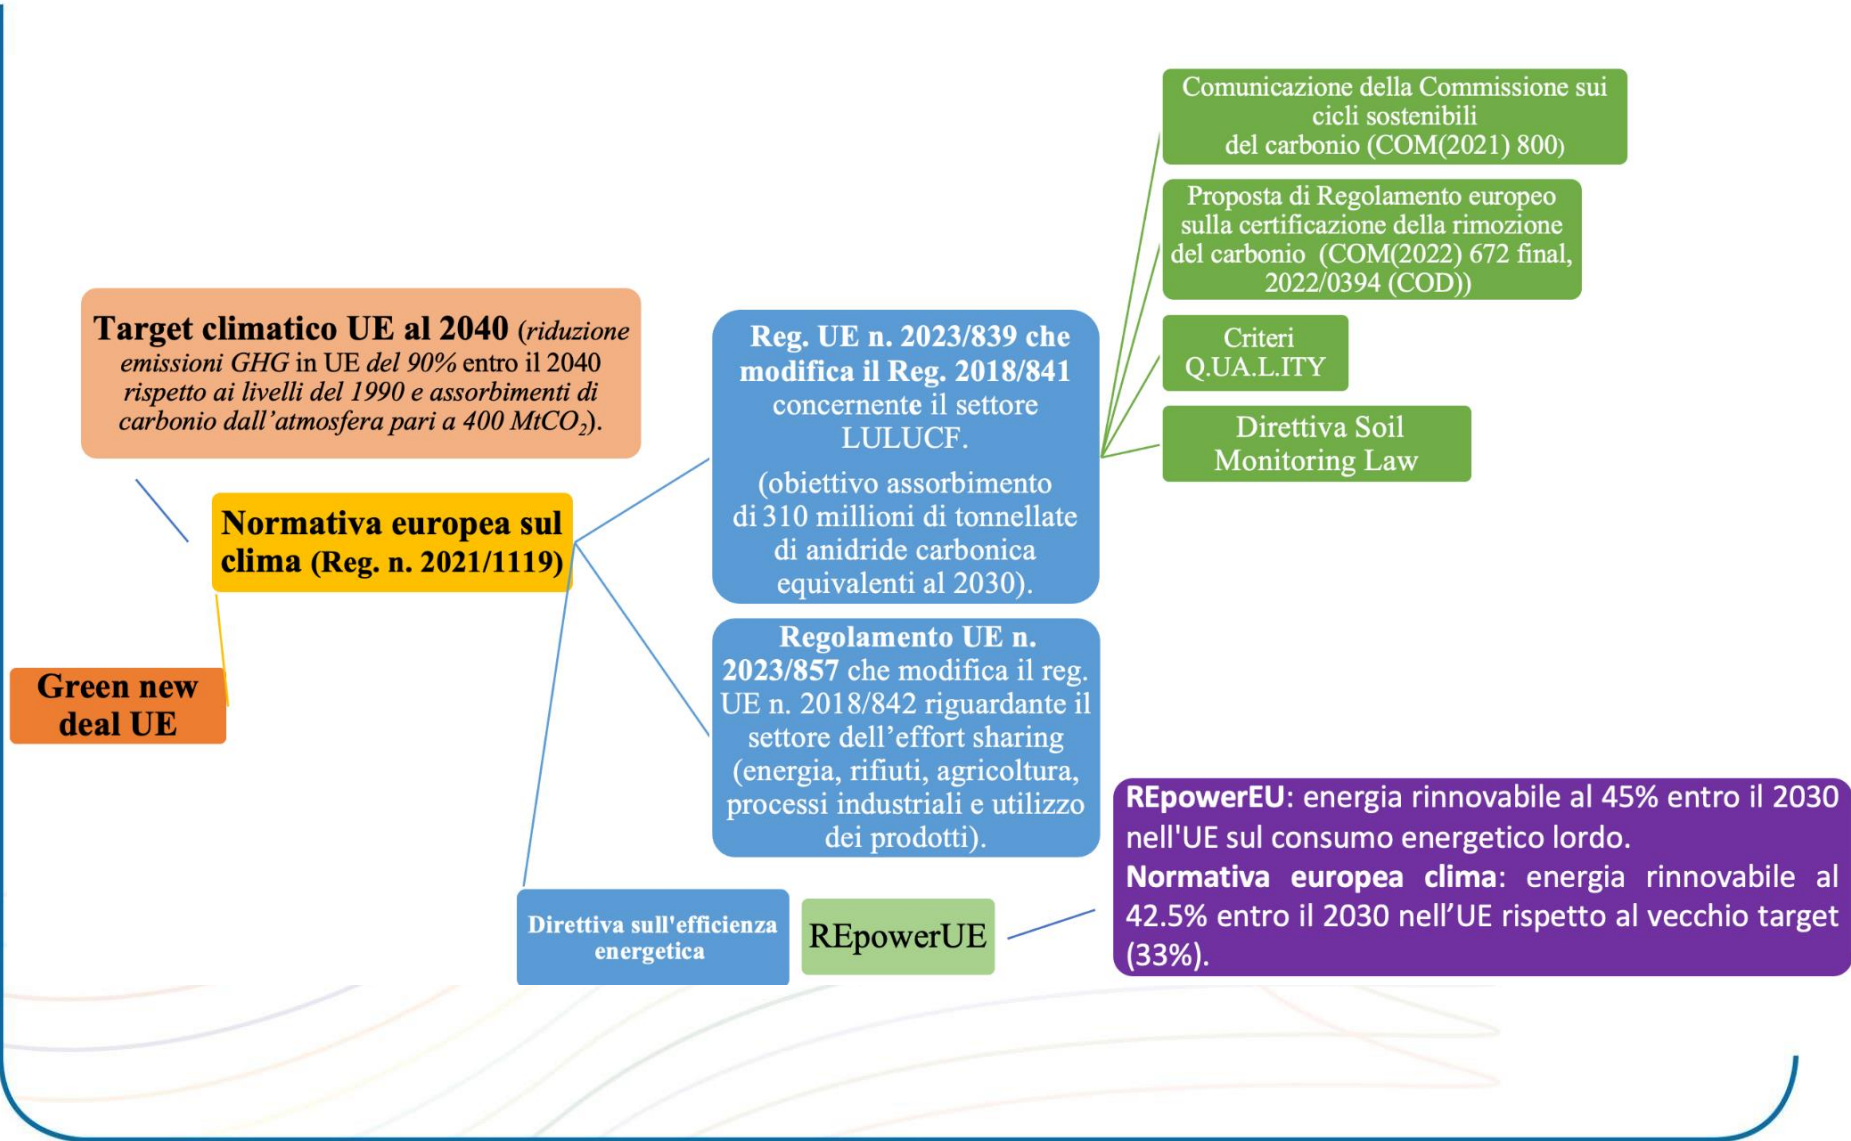 Comunicazione della Commissione sui
cicli sostenibili
del carbonio (COM(2021) 800)
Proposta di Regolamento europeo
sulla certificazione della rimozione
del carbonio (COM(2022) 672 final,
2022/0394 (COD))
Criteri
Q.UA.L.ITY
Direttiva Soil
Monitoring Law
Target climatico UE al 2040 (riduzione
emissioni GHG in UE del 90% entro il 2040
rispetto ai livelli del 1990 e assorbimenti di
carbonio dall’atmosfera pari a 400 MtCO₂).
Reg. UE n. 2023/839 che
modifica il Reg. 2018/841
concernente il settore
LULUCF.
(obiettivo assorbimento
di 310 millioni di tonnellate
di anidride carbonica
equivalenti al 2030).
Normativa europea sul
clima (Reg. n. 2021/1119)
Green new
deal UE
Regolamento UE n.
2023/857 che modifica il reg.
UE n. 2018/842 riguardante il
settore dell’effort sharing
(energia, rifiuti, agricoltura,
processi industriali e utilizzo
dei prodotti).
Direttiva sull'efficienza
energetica
REpowerUE
REpowerEU: energia rinnovabile al 45% entro il 2030
nell'UE sul consumo energetico lordo.
Normativa europea clima: energia rinnovabile al
42.5% entro il 2030 nell’UE rispetto al vecchio target
(33%).